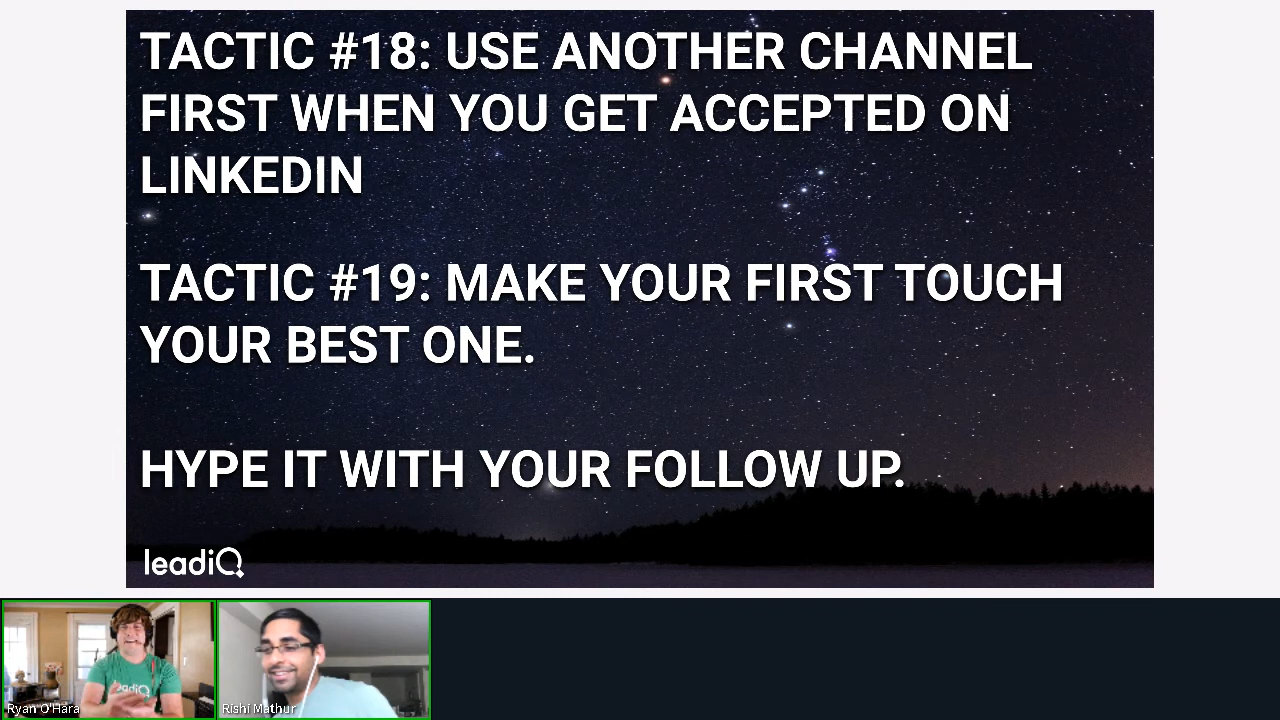 TACTIC #18: USE ANOTHER CHANNEL
FIRST WHEN YOU GET ACCEPTED ON
LINKEDIN
TACTIC #19: MAKE YOUR FIRST TOUCH
YOUR BEST ONE.
HYPE IT WITH YOUR FOLLOW UP.
leadiQ
leadiQ
Ryan O'Hara
Rishi Mathur